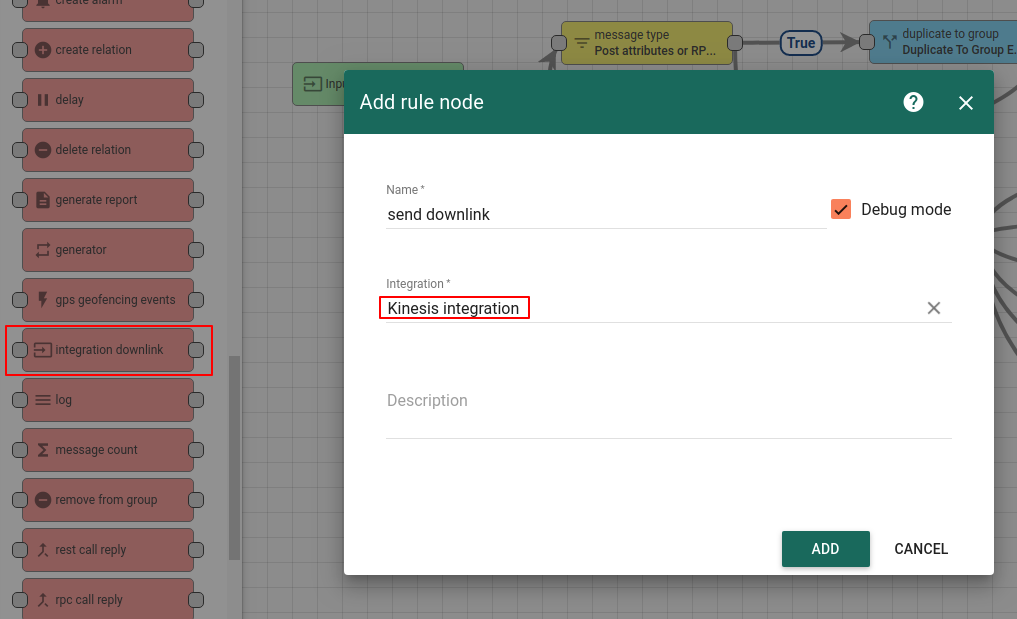 create alarm
create relation
delay
delete relation
generate report
generator
gps geofencing events
integration downlink
log
message count
remove from group
rest call reply
rpc call reply
message type
Post attributes or RP...
True
duplicate to group
Duplicate To Group E.
Add rule node
?
Name *
send downlink
Debug mode
Integration *
Kinesis integration
Description
ADD
CANCEL